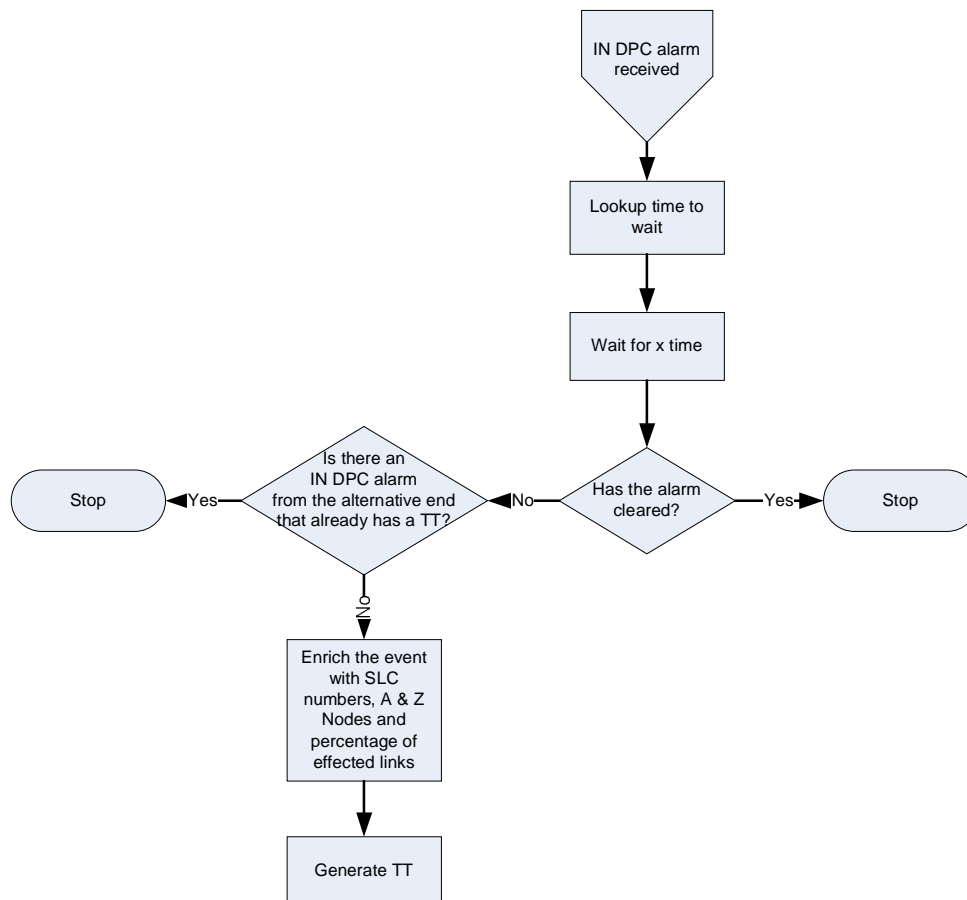 IN DPC alarm
received
Lookup time to
wait
Wait for x time
Has the alarm
cleared?
Yes
Stop
No
Is there an
IN DPC alarm
from the alternative end
that already has a TT?
Yes
Stop
No
Enrich the event
with SLC
numbers, A & Z
Nodes and
percentage of
effected links
Generate TT